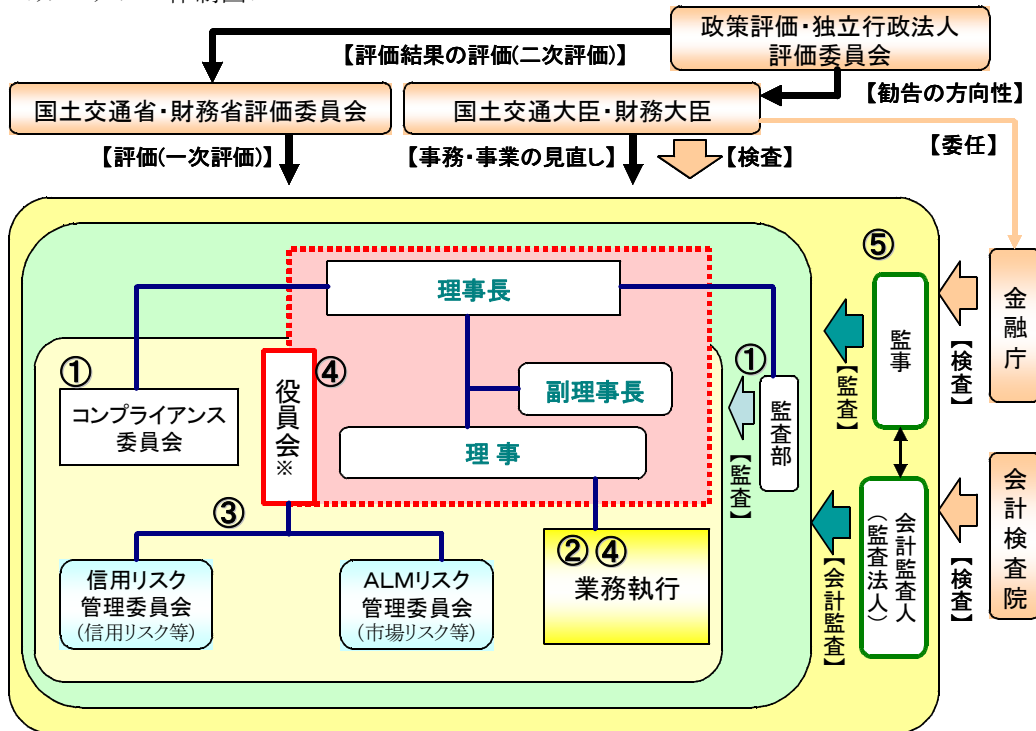 政策評価・独立行政法人
評価委員会
【評価結果の評価(二次評価)】
【勧告の方向性】
国土交通省・財務省評価委員会
国土交通大臣・財務大臣
【委任】
【評価(一次評価)】
【事務・事業の見直し】
【検査】
⑤
理事長
金融庁
監事
【検査】
【監査】
①
コンプライアンス
委員会
④
役員会※
副理事長
理 事
①
監査部
【監査】
③
信用リスク
管理委員会
(信用リスク等)
ALMリスク
管理委員会
(市場リスク等)
② ④
業務執行
会計監査人
（監査法人）
【会計監査】
【検査】
会計検査院